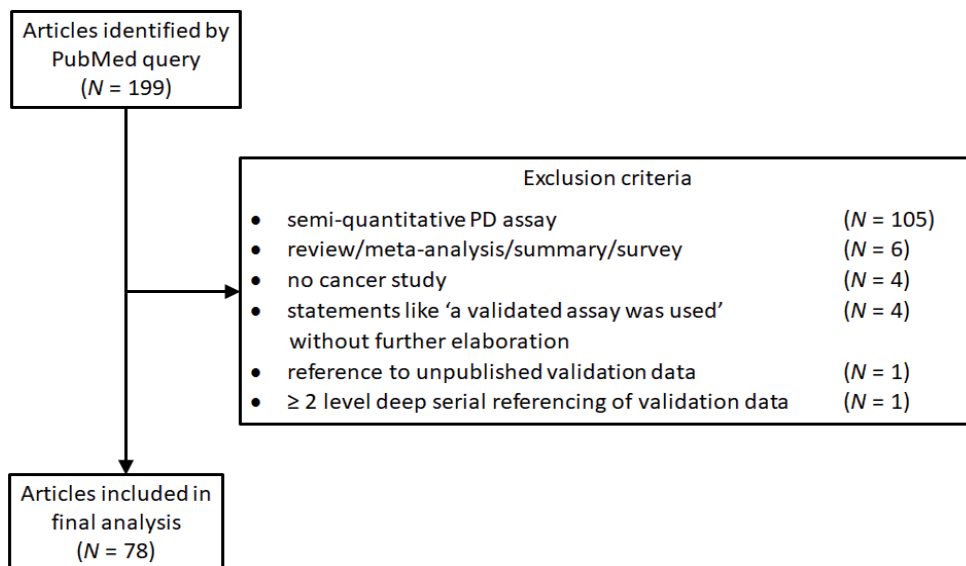 Articles identified by
PubMed query
(N = 199)
Exclusion criteria
• semi-quantitative PD assay (N = 105)
• review/meta-analysis/summary/survey (N = 6)
• no cancer study (N = 4)
• statements like ‘a validated assay was used’ (N = 4)
without further elaboration
• reference to unpublished validation data (N = 1)
• ≥ 2 level deep serial referencing of validation data (N = 1)
Articles included in
final analysis
(N = 78)